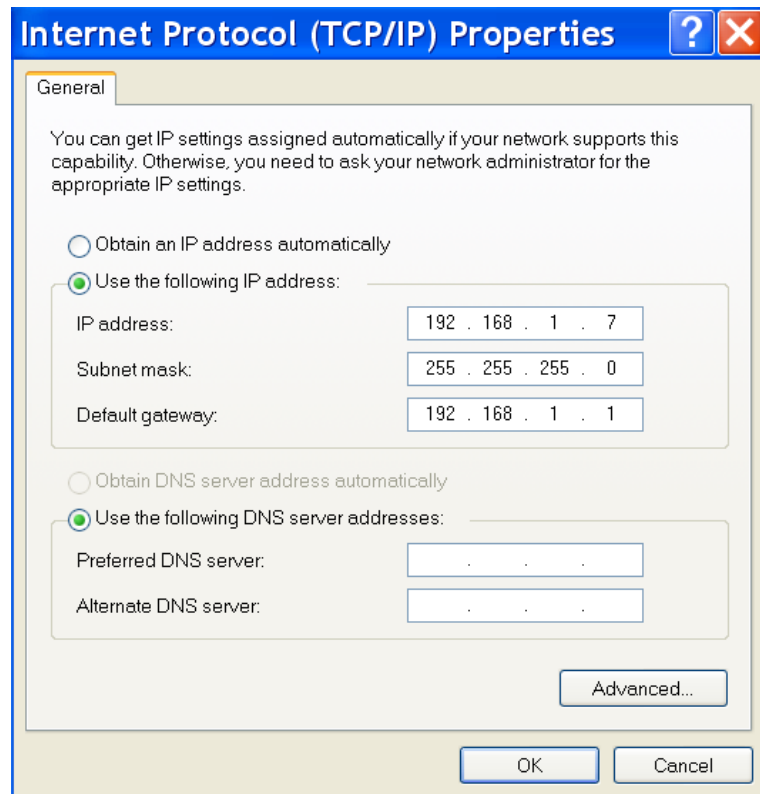 Internet Protocol (TCP/IP) Properties
General
You can get IP settings assigned automatically if your network supports this
capability. Otherwise, you need to ask your network administrator for the
appropriate IP settings.
Obtain an IP address automatically
Use the following IP address:
IP address: 192 . 168 . 1 . 7
Subnet mask: 255 . 255 . 255 . 0
Default gateway: 192 . 168 . 1 . 1
Obtain DNS server address automatically
Use the following DNS server addresses:
Preferred DNS server: . . .
Alternate DNS server: . . .
Advanced...
OK Cancel